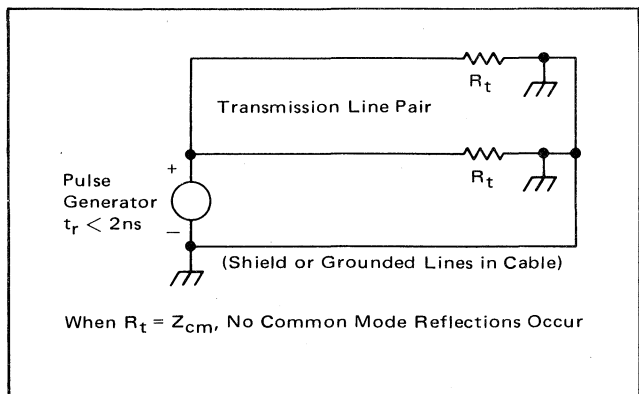 R_t
Transmission Line Pair
R_t
+
Pulse
Generator
t_r < 2ns
−
(Shield or Grounded Lines in Cable)
When R_t = Z_cm, No Common Mode Reflections Occur